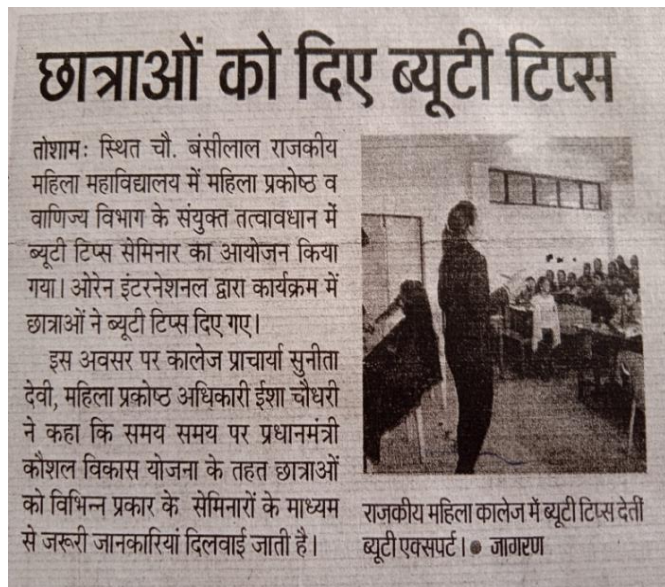 छात्राओं को दिए ब्यूटी टिप्स
तोशामः स्थित चौ. बंसीलाल राजकीय
महिला महाविद्यालय में महिला प्रकोष्ठ व
वाणिज्य विभाग के संयुक्त तत्वावधान में
ब्यूटी टिप्स सेमिनार का आयोजन किया
गया। ओरेन इंटरनेशनल द्वारा कार्यक्रम में
छात्राओं ने ब्यूटी टिप्स दिए गए।
इस अवसर पर कालेज प्राचार्या सुनीता
देवी, महिला प्रकोष्ठ अधिकारी ईशा चौधरी
ने कहा कि समय समय पर प्रधानमंत्री
कौशल विकास योजना के तहत छात्राओं
को विभिन्न प्रकार के सेमिनारों के माध्यम
से जरूरी जानकारियां दिलवाई जाती है।
राजकीय महिला कालेज में ब्यूटी टिप्स देतीं
ब्यूटी एक्सपर्ट। ● जागरण